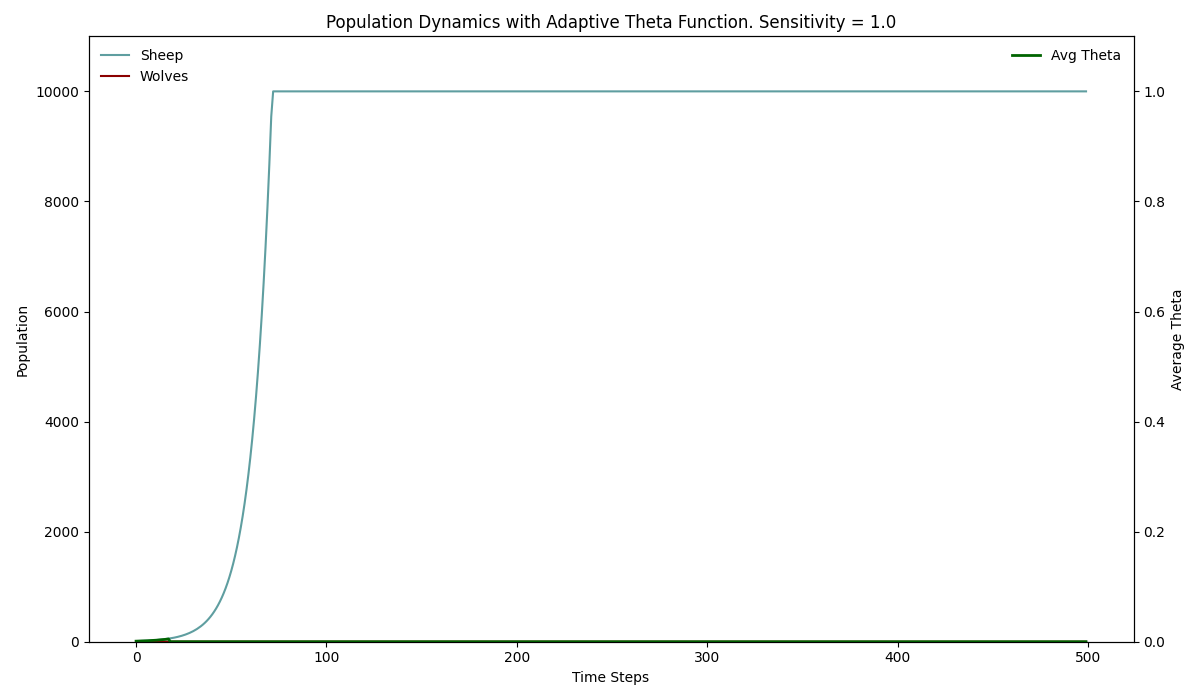 Population Dynamics with Adaptive Theta Function. Sensitivity = 1.0
Sheep
Wolves
Avg Theta
10000
8000
6000
4000
2000
0
Population
1.0
0.8
0.6
0.4
0.2
0.0
Average Theta
0
100
200
300
400
500
Time Steps